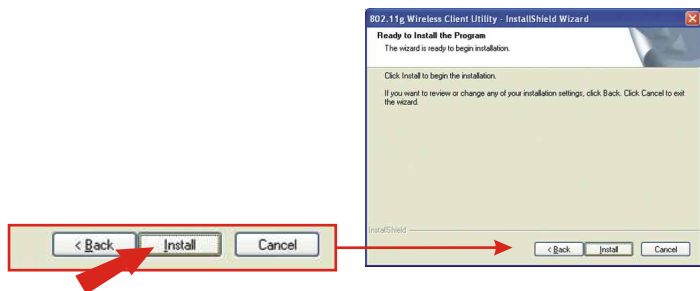 802.11g Wireless Client Utility - InstallShield Wizard
Ready to Install the Program
The wizard is ready to begin installation.
Click Install to begin the installation.
If you want to review or change any of your installation settings, click Back. Click Cancel to exit
the wizard.
InstallShield
< Back Install Cancel
< Back Install Cancel